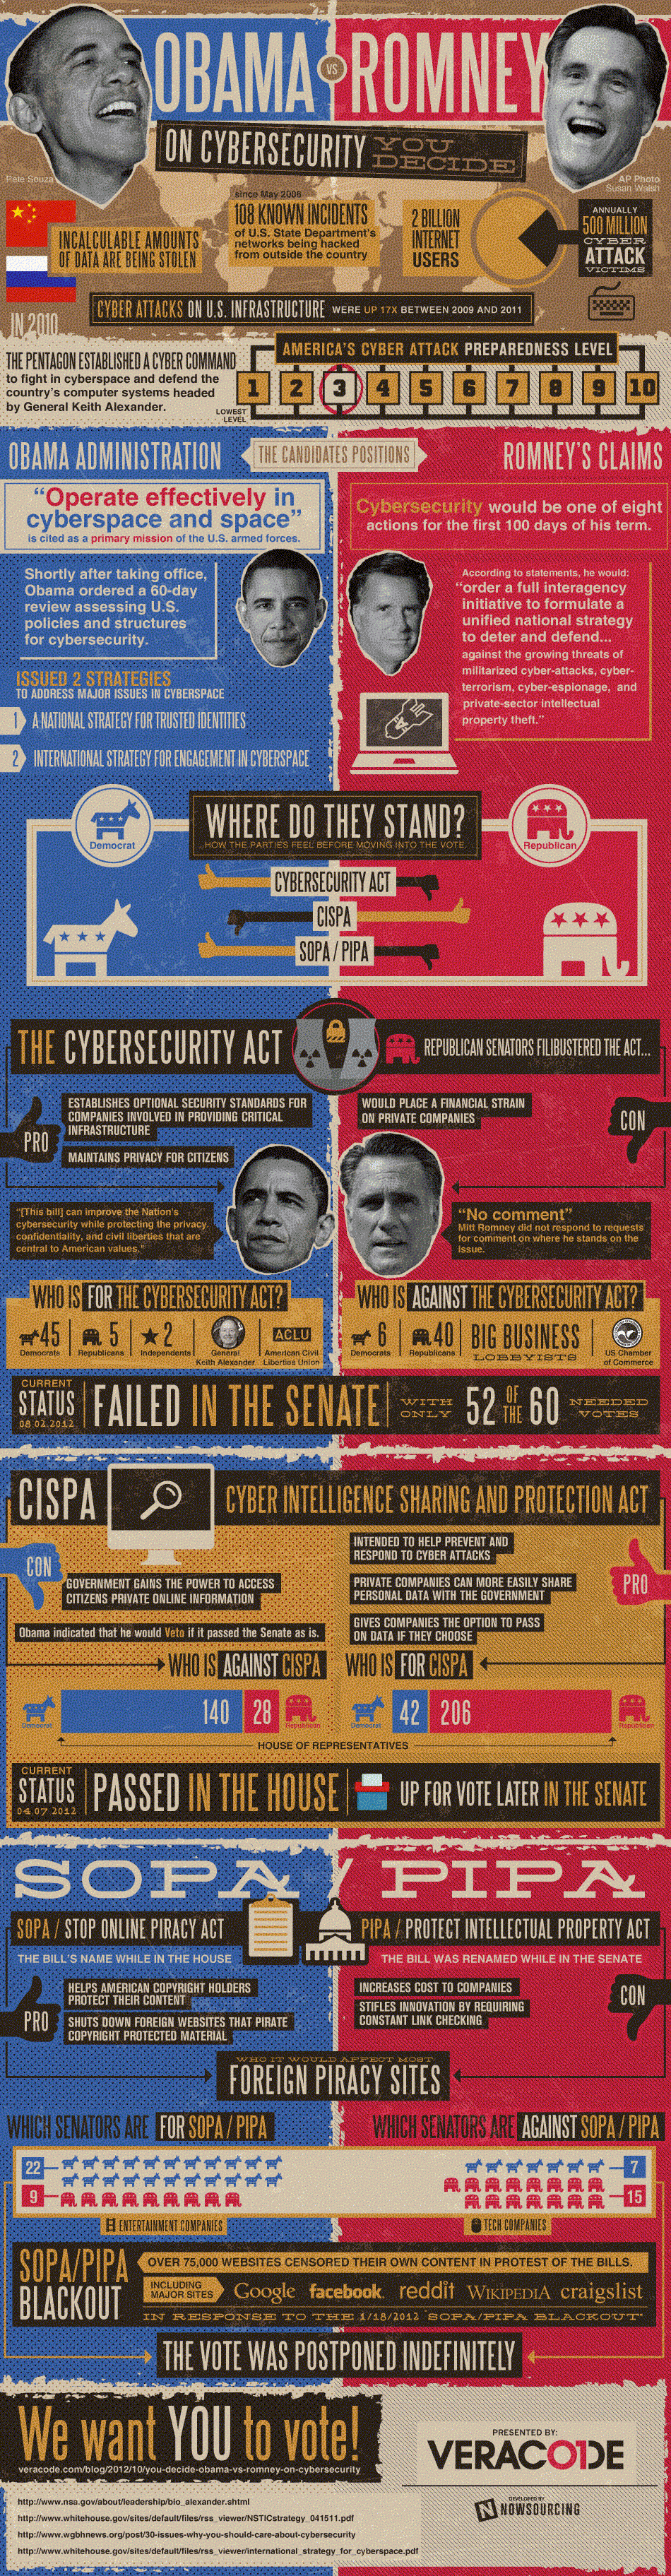 OBAMA VS ROMNEY
ON CYBERSECURITY YOU DECIDE
Pete Souza
AP Photo
Susan Walsh
INCALCULABLE AMOUNTS
OF DATA ARE BEING STOLEN
since May 2006
108 KNOWN INCIDENTS
of U.S. State Department's
networks being hacked
from outside the country
2 BILLION
INTERNET
USERS
ANNUALLY
500 MILLION
CYBER
ATTACK
VICTIMS
CYBER ATTACKS ON U.S. INFRASTRUCTURE WERE UP 17X BETWEEN 2009 AND 2011
IN 2010
THE PENTAGON ESTABLISHED A CYBER COMMAND
to fight in cyberspace and defend the
country's computer systems headed
by General Keith Alexander.
AMERICA'S CYBER ATTACK PREPAREDNESS LEVEL
1 2 3 4 5 6 7 8 9 10
LOWEST
LEVEL
OBAMA ADMINISTRATION
THE CANDIDATES POSITIONS
ROMNEY'S CLAIMS
"Operate effectively in
cyberspace and space"
is cited as a primary mission of the U.S. armed forces.
Cybersecurity would be one of eight
actions for the first 100 days of his term.
Shortly after taking office,
Obama ordered a 60-day
review assessing U.S.
policies and structures
for cybersecurity.
According to statements, he would:
"order a full interagency
initiative to formulate a
unified national strategy
to deter and defend...
against the growing threats of
militarized cyber-attacks, cyber-
terrorism, cyber-espionage, and
private-sector intellectual
property theft."
ISSUED 2 STRATEGIES
TO ADDRESS MAJOR ISSUES IN CYBERSPACE
1 A NATIONAL STRATEGY FOR TRUSTED IDENTITIES
2 INTERNATIONAL STRATEGY FOR ENGAGEMENT IN CYBERSPACE
Democrat
WHERE DO THEY STAND?
...HOW THE PARTIES FEEL BEFORE MOVING INTO THE VOTE.
Republican
CYBERSECURITY ACT
CISPA
SOPA / PIPA
THE CYBERSECURITY ACT
REPUBLICAN SENATORS FILIBUSTERED THE ACT...
PRO
ESTABLISHES OPTIONAL SECURITY STANDARDS FOR
COMPANIES INVOLVED IN PROVIDING CRITICAL
INFRASTRUCTURE
MAINTAINS PRIVACY FOR CITIZENS
WOULD PLACE A FINANCIAL STRAIN
ON PRIVATE COMPANIES
CON
"[This bill] can improve the Nation's
cybersecurity while protecting the privacy,
confidentiality, and civil liberties that are
central to American values."
"No comment"
Mitt Romney did not respond to requests
for comment on where he stands on the
issue.
WHO IS FOR THE CYBERSECURITY ACT?
45
Democrats
5
Republicans
2
Independents
General
Keith Alexander
ACLU
American Civil
Liberties Union
WHO IS AGAINST THE CYBERSECURITY ACT?
6
Democrats
40
Republicans
BIG BUSINESS
LOBBYISTS
US Chamber
of Commerce
CURRENT
STATUS
08.02.2012
FAILED IN THE SENATE
WITH
ONLY
52 OF THE 60
NEEDED
VOTES
CISPA
CYBER INTELLIGENCE SHARING AND PROTECTION ACT
CON
GOVERNMENT GAINS THE POWER TO ACCESS
CITIZENS PRIVATE ONLINE INFORMATION
Obama indicated that he would Veto if it passed the Senate as is.
INTENDED TO HELP PREVENT AND
RESPOND TO CYBER ATTACKS
PRIVATE COMPANIES CAN MORE EASILY SHARE
PERSONAL DATA WITH THE GOVERNMENT
GIVES COMPANIES THE OPTION TO PASS
ON DATA IF THEY CHOOSE
PRO
WHO IS AGAINST CISPA
WHO IS FOR CISPA
Democrat
140 28
Republican
Democrat
42 206
Republican
HOUSE OF REPRESENTATIVES
CURRENT
STATUS
04.07.2012
PASSED IN THE HOUSE
UP FOR VOTE LATER IN THE SENATE
SOPA / PIPA
SOPA / STOP ONLINE PIRACY ACT
PIPA / PROTECT INTELLECTUAL PROPERTY ACT
THE BILL'S NAME WHILE IN THE HOUSE
THE BILL WAS RENAMED WHILE IN THE SENATE
PRO
HELPS AMERICAN COPYRIGHT HOLDERS
PROTECT THEIR CONTENT
SHUTS DOWN FOREIGN WEBSITES THAT PIRATE
COPYRIGHT PROTECTED MATERIAL
INCREASES COST TO COMPANIES
STIFLES INNOVATION BY REQUIRING
CONSTANT LINK CHECKING
CON
WHO IT WOULD AFFECT MOST
FOREIGN PIRACY SITES
WHICH SENATORS ARE FOR SOPA / PIPA
WHICH SENATORS ARE AGAINST SOPA / PIPA
22
9
7
15
ENTERTAINMENT COMPANIES
TECH COMPANIES
SOPA/PIPA
BLACKOUT
OVER 75,000 WEBSITES CENSORED THEIR OWN CONTENT IN PROTEST OF THE BILLS.
INCLUDING
MAJOR SITES
Google facebook. reddit WIKIPEDIA craigslist
IN RESPONSE TO THE 1/18/2012 "SOPA/PIPA BLACKOUT"
THE VOTE WAS POSTPONED INDEFINITELY
We want YOU to vote!
veracode.com/blog/2012/10/you-decide-obama-vs-romney-on-cybersecurity
PRESENTED BY:
VERACODE
DEVELOPED BY
N NOWSOURCING
http://www.nsa.gov/about/leadership/bio_alexander.shtml
http://www.whitehouse.gov/sites/default/files/rss_viewer/NSTICstrategy_041511.pdf
http://www.wgbhnews.org/post/30-issues-why-you-should-care-about-cybersecurity
http://www.whitehouse.gov/sites/default/files/rss_viewer/international_strategy_for_cyberspace.pdf